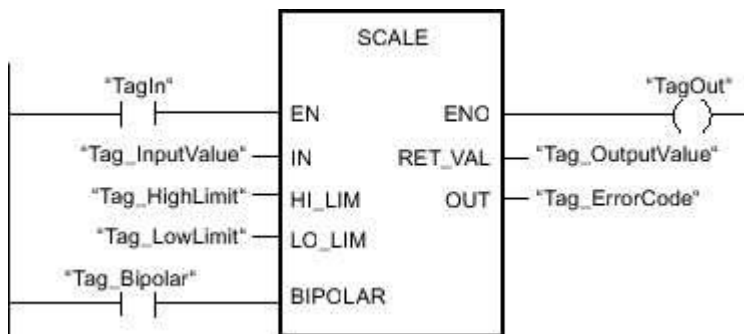 SCALE
"TagIn"
"TagOut"
EN
ENO
"Tag_InputValue"
IN
RET_VAL
"Tag_OutputValue"
"Tag_HighLimit"
HI_LIM
OUT
"Tag_ErrorCode"
"Tag_LowLimit"
LO_LIM
"Tag_Bipolar"
BIPOLAR